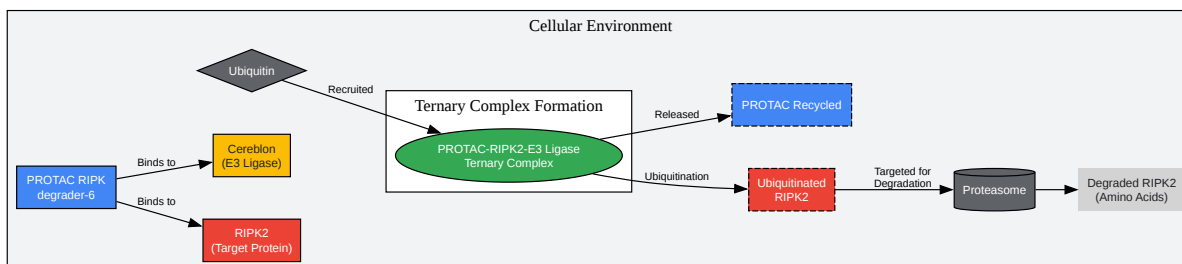 Cellular Environment
Ubiquitin
Recruited
Ternary Complex Formation
PROTAC-RIPK2-E3 Ligase
Ternary Complex
Released
PROTAC Recycled
Ubiquitination
Ubiquitinated
RIPK2
Targeted for
Degradation
Proteasome
Degraded RIPK2
(Amino Acids)
PROTAC RIPK
degrader-6
Binds to
Cereblon
(E3 Ligase)
Binds to
RIPK2
(Target Protein)